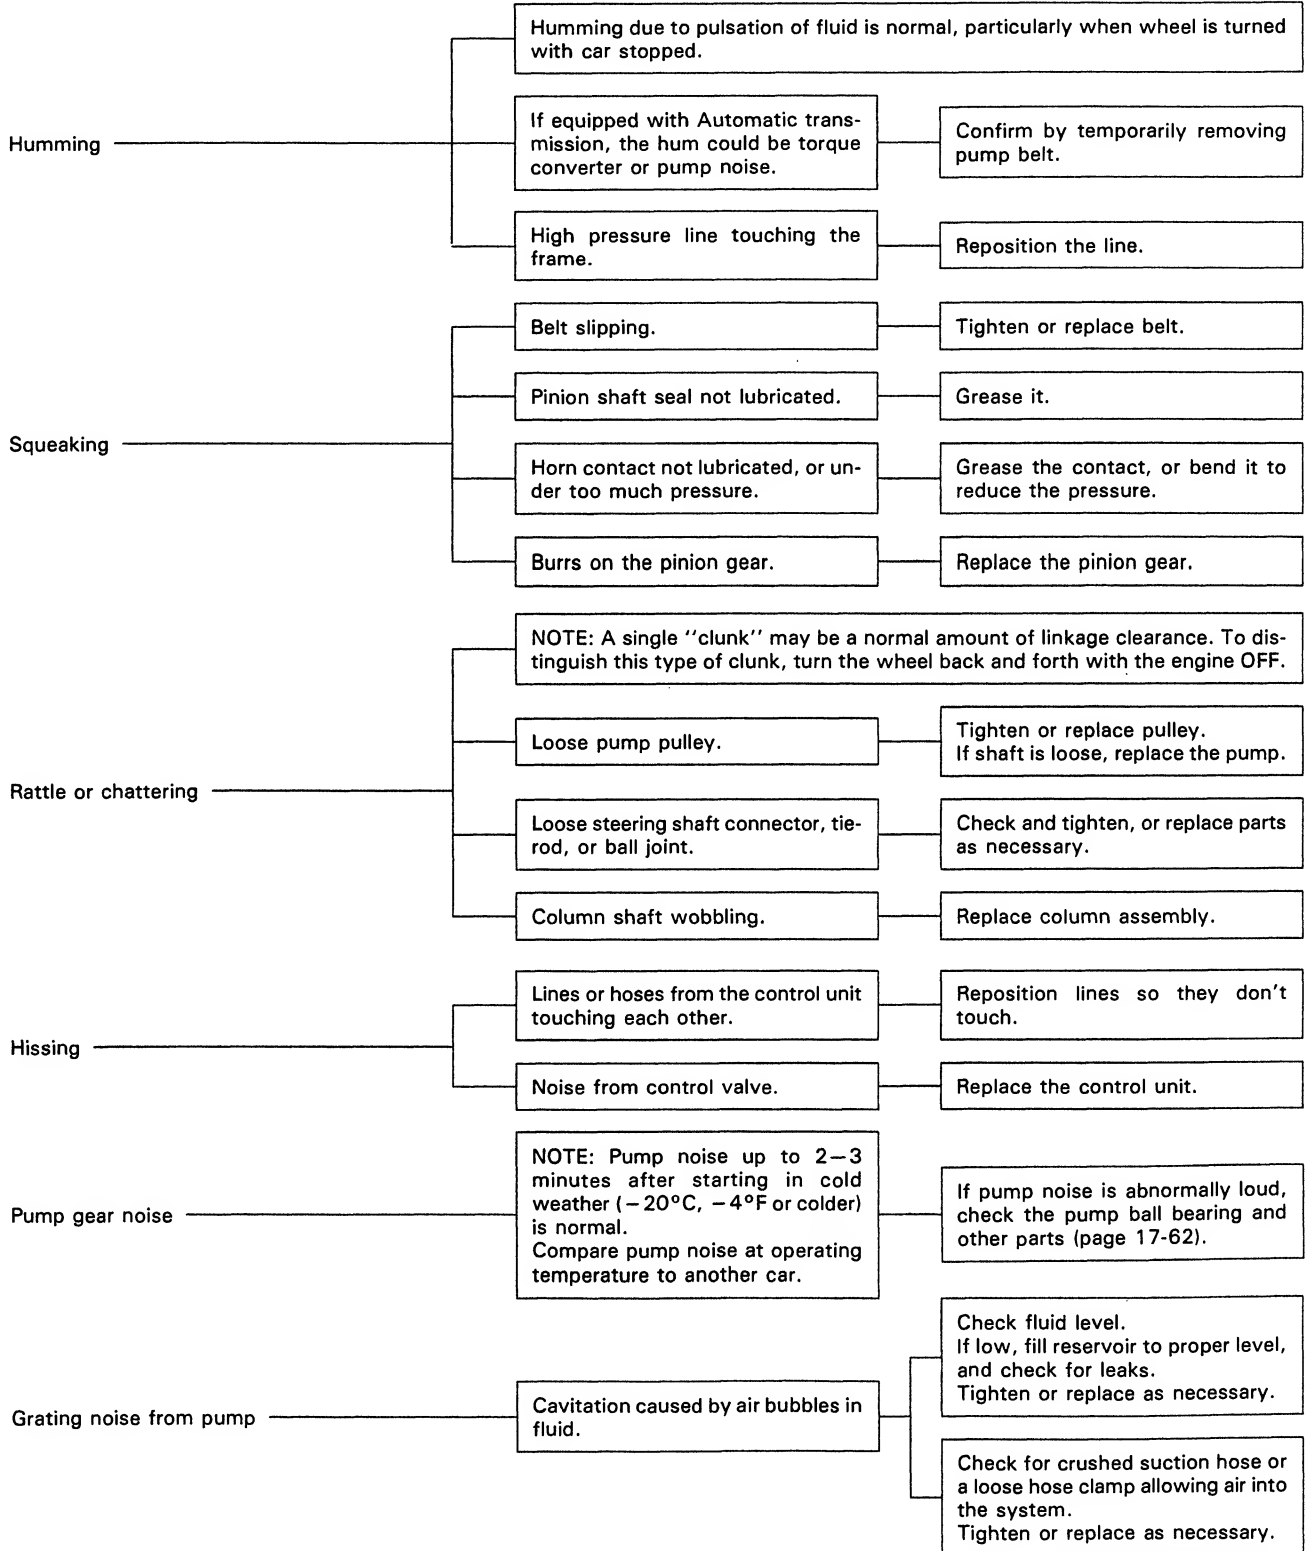 Humming due to pulsation of fluid is normal, particularly when wheel is turned
with car stopped.
Humming
If equipped with Automatic trans-
mission, the hum could be torque
converter or pump noise.
Confirm by temporarily removing
pump belt.
High pressure line touching the
frame.
Reposition the line.
Squeaking
Belt slipping.
Tighten or replace belt.
Pinion shaft seal not lubricated.
Grease it.
Horn contact not lubricated, or un-
der too much pressure.
Grease the contact, or bend it to
reduce the pressure.
Burrs on the pinion gear.
Replace the pinion gear.
Rattle or chattering
NOTE: A single ''clunk'' may be a normal amount of linkage clearance. To dis-
tinguish this type of clunk, turn the wheel back and forth with the engine OFF.
Loose pump pulley.
Tighten or replace pulley.
If shaft is loose, replace the pump.
Loose steering shaft connector, tie-
rod, or ball joint.
Check and tighten, or replace parts
as necessary.
Column shaft wobbling.
Replace column assembly.
Hissing
Lines or hoses from the control unit
touching each other.
Reposition lines so they don't
touch.
Noise from control valve.
Replace the control unit.
Pump gear noise
NOTE: Pump noise up to 2—3
minutes after starting in cold
weather (−20°C, −4°F or colder)
is normal.
Compare pump noise at operating
temperature to another car.
If pump noise is abnormally loud,
check the pump ball bearing and
other parts (page 17-62).
Grating noise from pump
Cavitation caused by air bubbles in
fluid.
Check fluid level.
If low, fill reservoir to proper level,
and check for leaks.
Tighten or replace as necessary.
Check for crushed suction hose or
a loose hose clamp allowing air into
the system.
Tighten or replace as necessary.